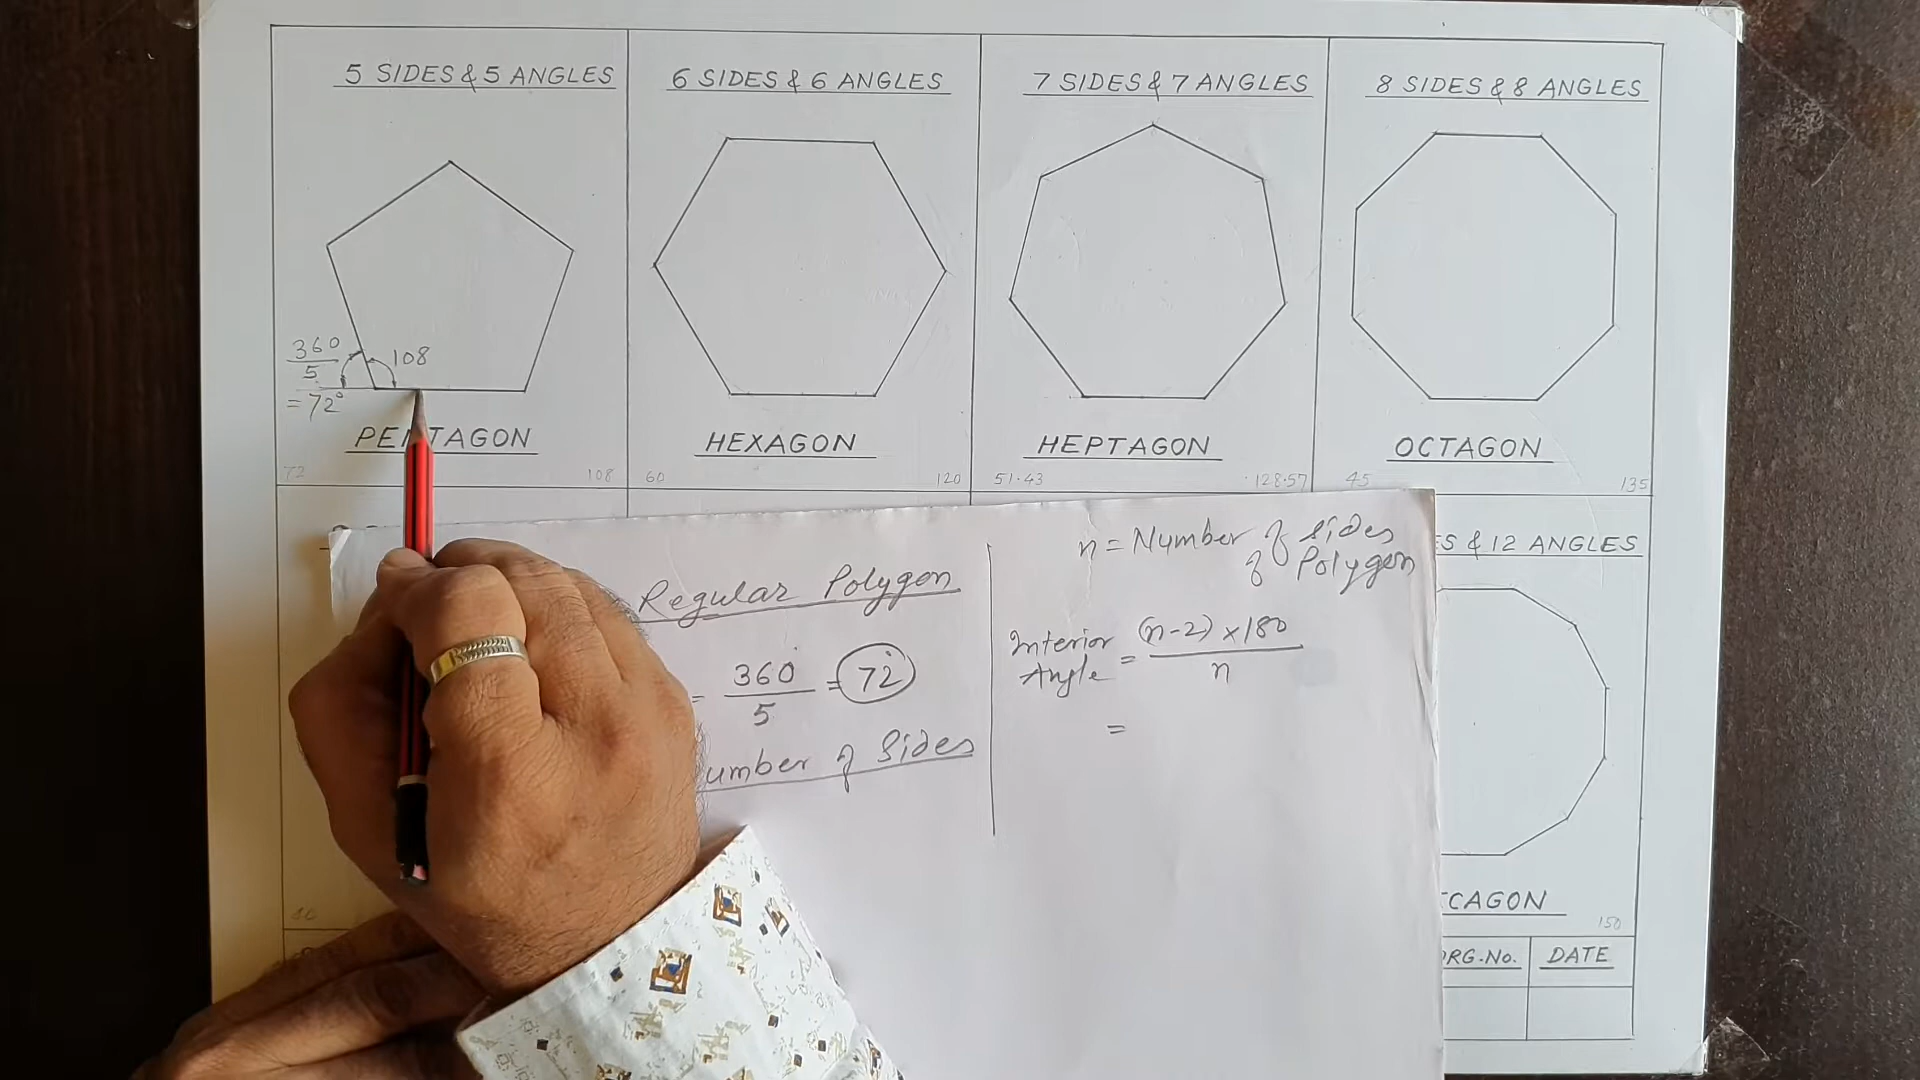 5 SIDES & 5 ANGLES
6 SIDES & 6 ANGLES
7 SIDES & 7 ANGLES
8 SIDES & 8 ANGLES
360
5
= 72°
108
PENTAGON
HEXAGON
HEPTAGON
OCTAGON
72
108
60
120
51.43
128.57
45
135
Regular Polygon
= 360° / 5 = 72°
umber of Sides
n = Number of Sides
of Polygon
Interior Angle = (n-2) x 180 / n
=
S & 12 ANGLES
CAGON
150
DRG. No.
DATE